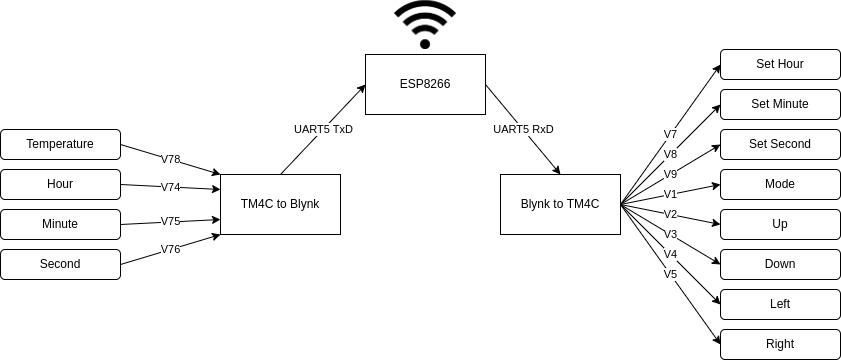 ESP8266
UART5 TxD
UART5 RxD
Temperature
Hour
Minute
Second
V78
V74
V75
V76
TM4C to Blynk
Blynk to TM4C
V7
V8
V9
V1
V2
V3
V4
V5
Set Hour
Set Minute
Set Second
Mode
Up
Down
Left
Right